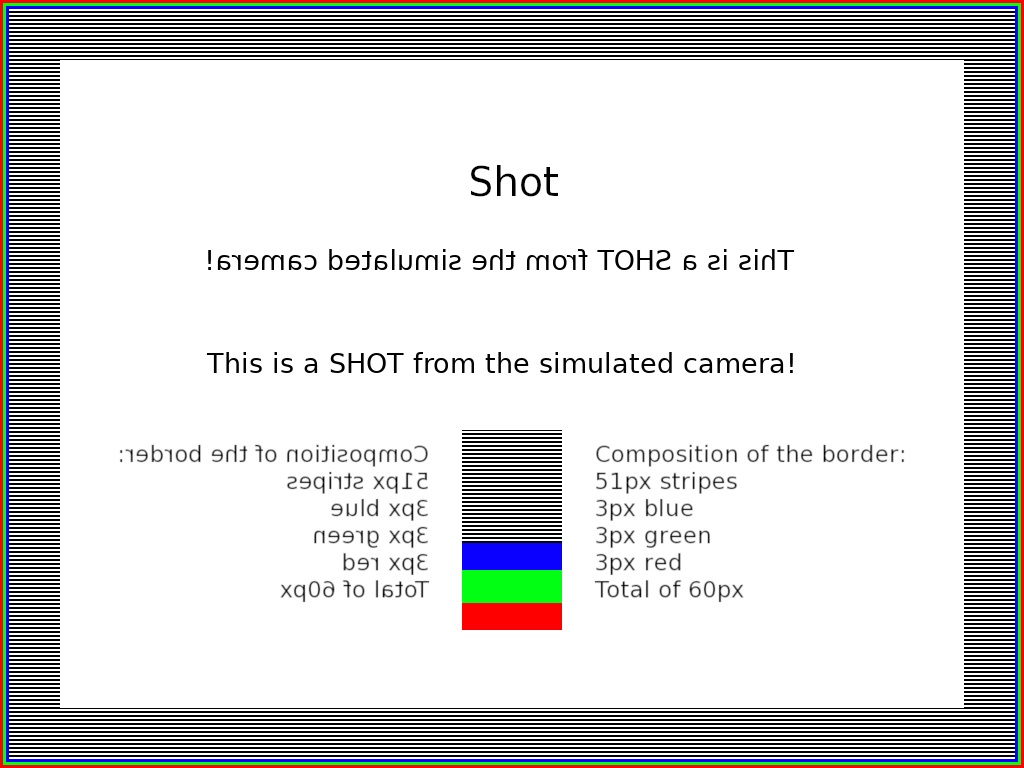 Shot
This is a SHOT from the simulated camera!
This is a SHOT from the simulated camera!
Composition of the border:
51px stripes
3px blue
3px green
3px red
Total of 60px
Composition of the border:
51px stripes
3px blue
3px green
3px red
Total of 60px